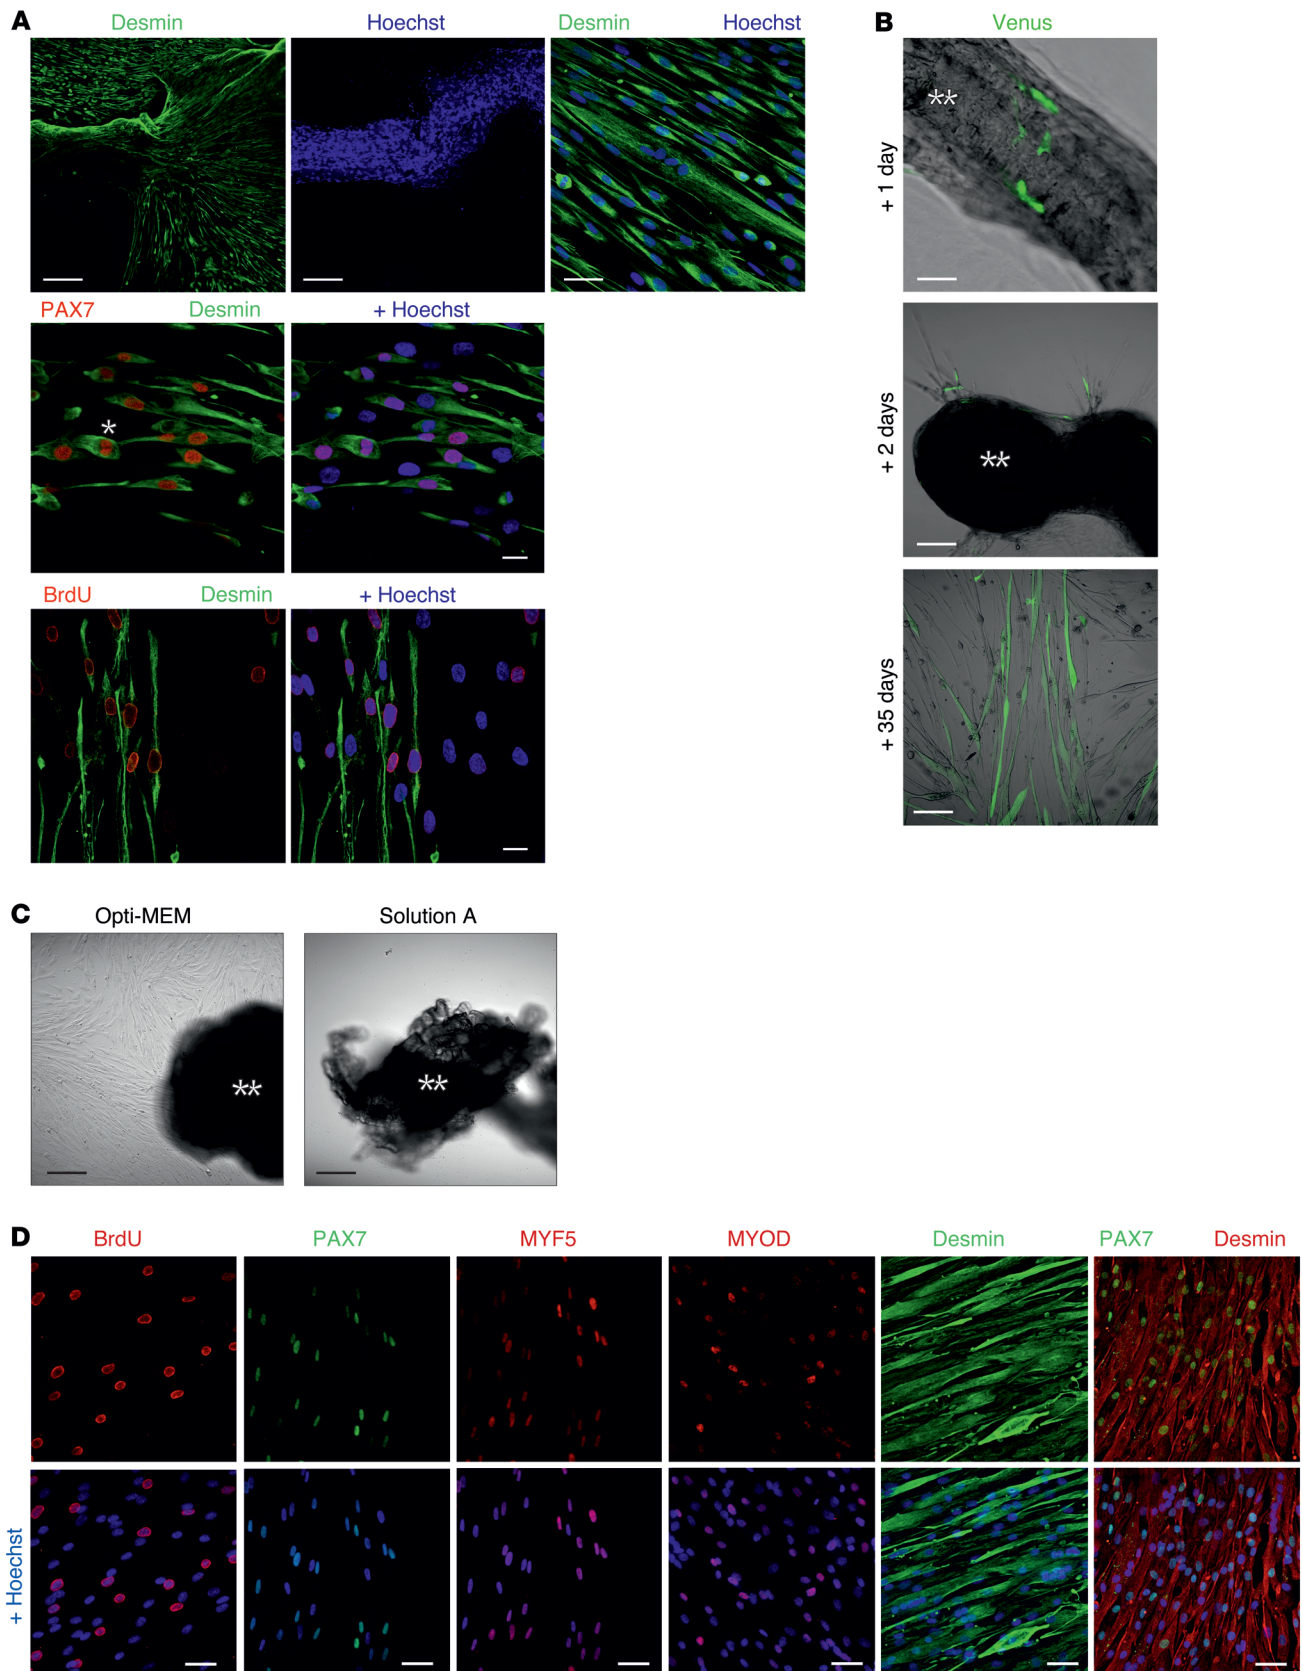 A
Desmin
Hoechst
Desmin
Hoechst
PAX7
Desmin
+ Hoechst
*
BrdU
Desmin
+ Hoechst
B
Venus
+ 1 day
**
+ 2 days
**
+ 35 days
C
Opti-MEM
Solution A
**
**
D
BrdU
PAX7
MYF5
MYOD
Desmin
PAX7
Desmin
+ Hoechst